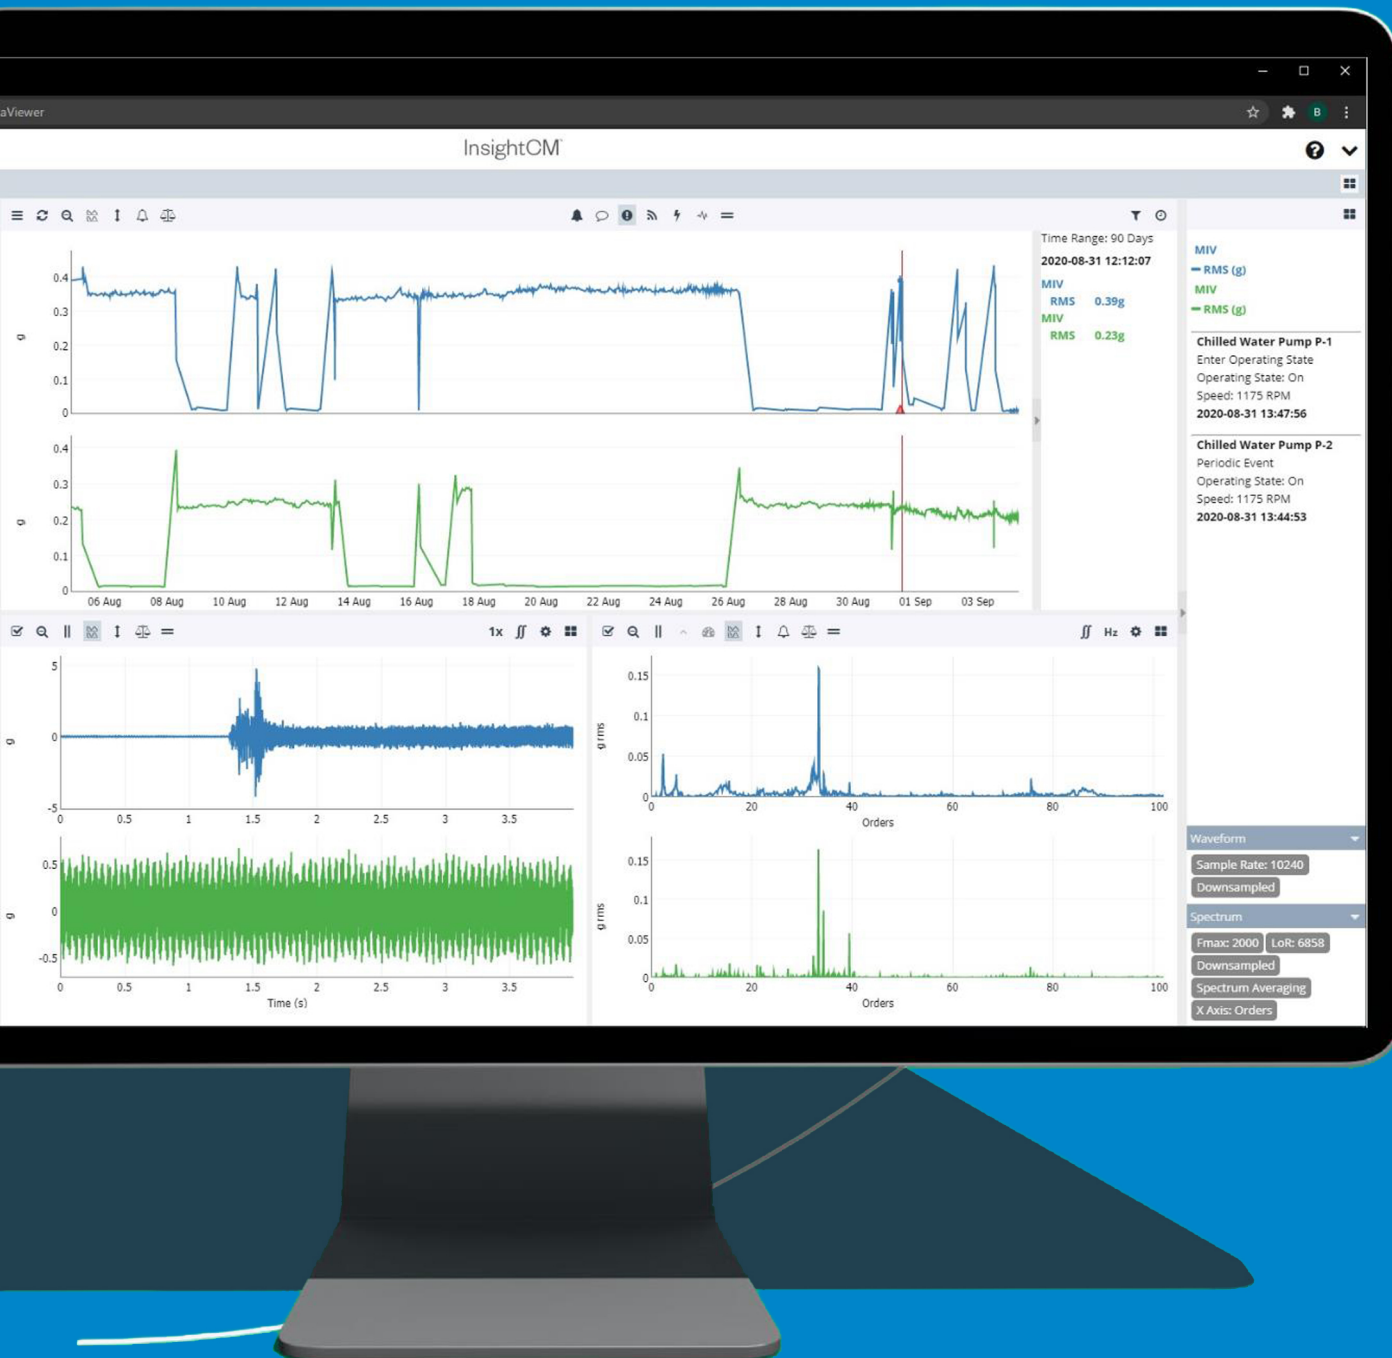 aViewer
B
InsightCM
Time Range: 90 Days
2020-08-31 12:12:07
MIV
RMS 0.39g
MIV
RMS 0.23g
g
0.4
0.3
0.2
0.1
0
g
0.4
0.3
0.2
0.1
0
06 Aug 08 Aug 10 Aug 12 Aug 14 Aug 16 Aug 18 Aug 20 Aug 22 Aug 24 Aug 26 Aug 28 Aug 30 Aug 01 Sep 03 Sep
MIV
RMS (g)
MIV
RMS (g)
Chilled Water Pump P-1
Enter Operating State
Operating State: On
Speed: 1175 RPM
2020-08-31 13:47:56
Chilled Water Pump P-2
Periodic Event
Operating State: On
Speed: 1175 RPM
2020-08-31 13:44:53
1x
g
5
0
-5
0 0.5 1 1.5 2 2.5 3 3.5
g
0.5
0
-0.5
0 0.5 1 1.5 2 2.5 3 3.5
Time (s)
Hz
g rms
0.15
0.1
0.05
0
0 20 40 60 80 100
Orders
g rms
0.15
0.1
0.05
0
0 20 40 60 80 100
Orders
Waveform
Sample Rate: 10240
Downsampled
Spectrum
Fmax: 2000 LoR: 6858
Downsampled
Spectrum Averaging
X Axis: Orders